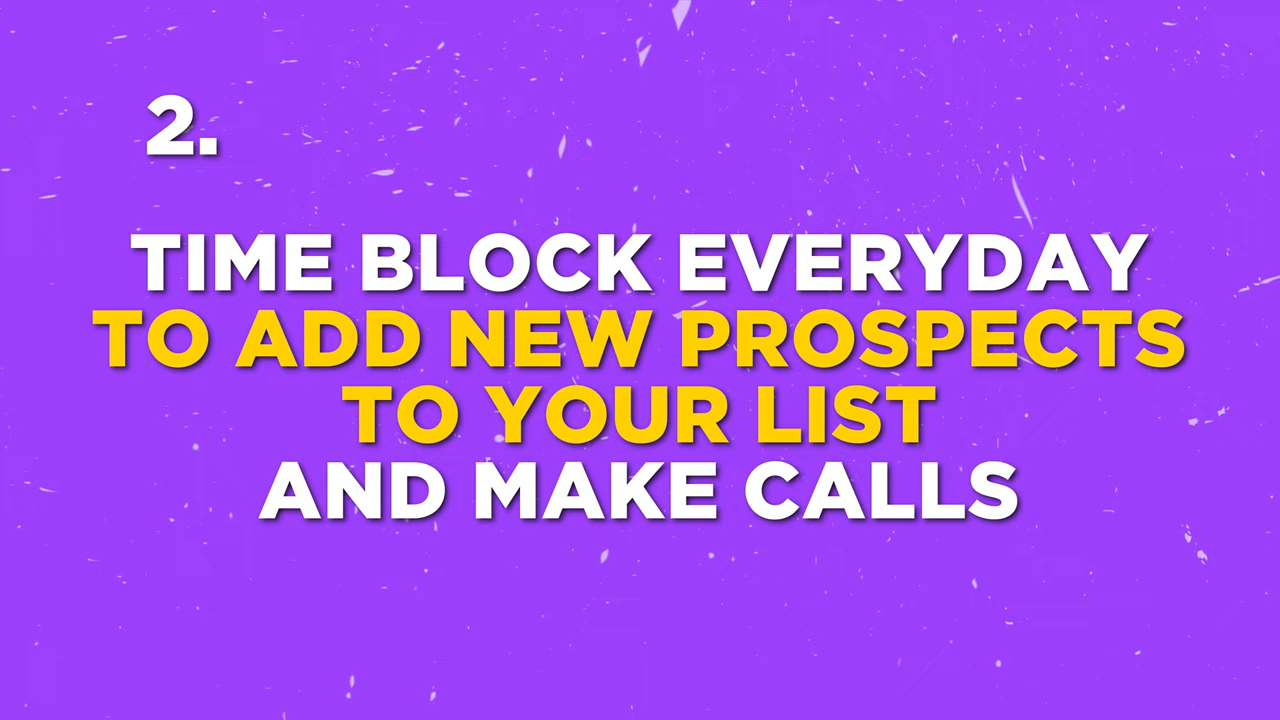 2.
TIME BLOCK EVERYDAY
TO ADD NEW PROSPECTS
TO YOUR LIST
AND MAKE CALLS